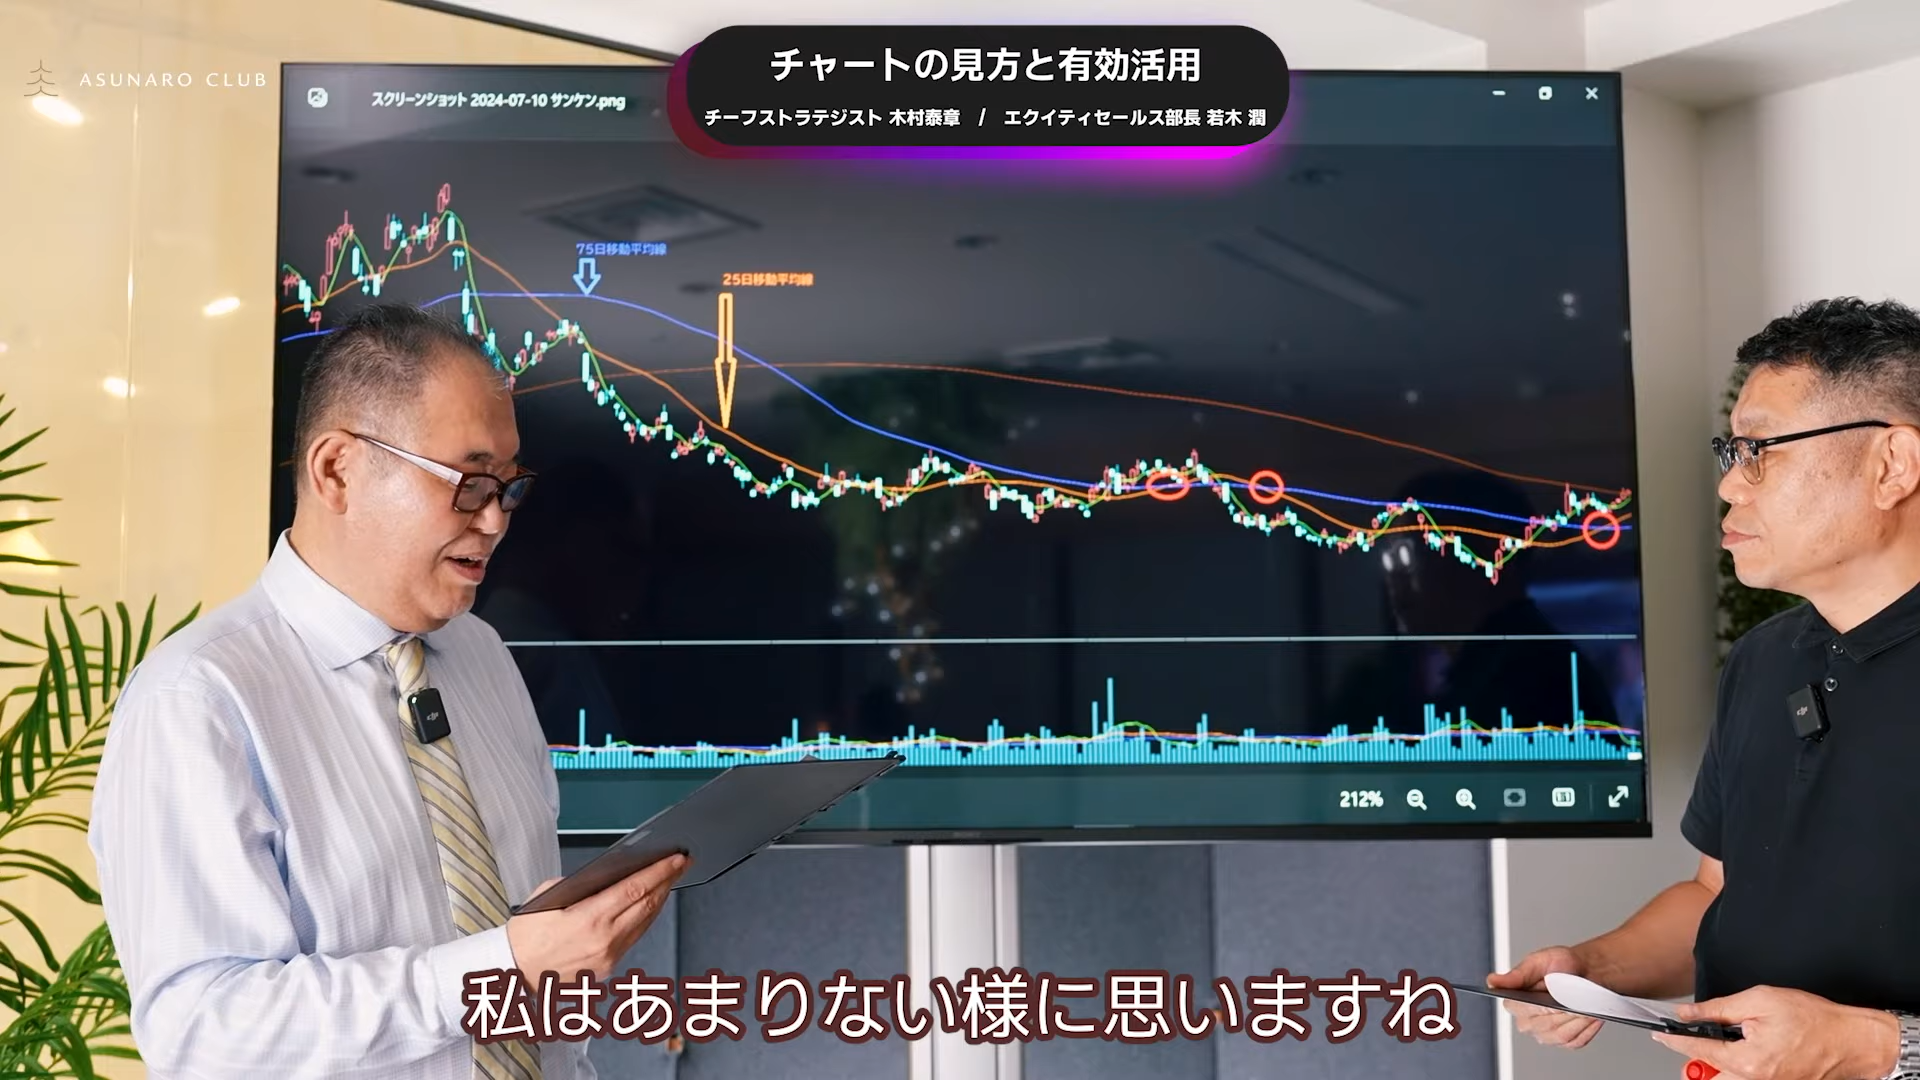 ASUNARO CLUB
チャートの見方と有効活用
チーフストラテジスト 木村泰章 / エクイティセールス部長 若木 潤
スクリーンショット 2024-07-10 サンケン.png
75日移動平均線
25日移動平均線
212%
私はあまりない様に思いますね